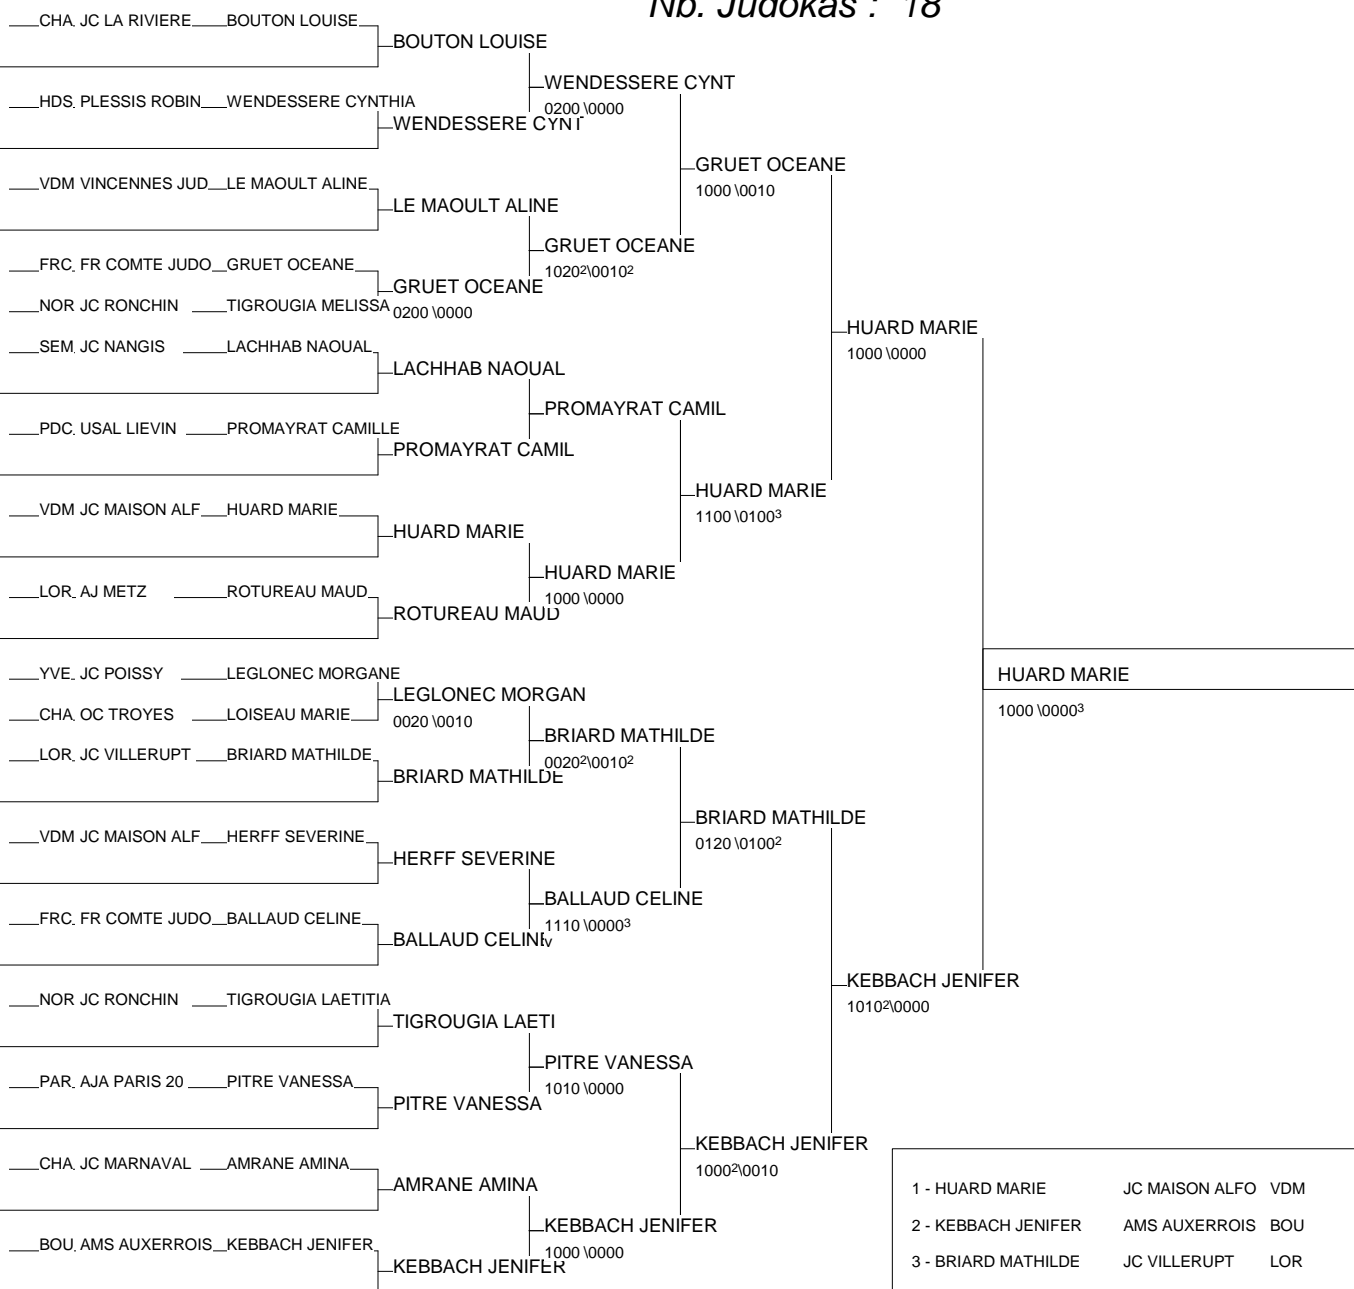 Nb. Judokas : 18
CHA JC LA RIVIERE BOUTON LOUISE
BOUTON LOUISE
WENDESSERE CYNT
0200 \0000
HDS PLESSIS ROBIN WENDESSERE CYNTHIA
WENDESSERE CYNT
GRUET OCEANE
1000 \0010
VDM VINCENNES JUD LE MAOULT ALINE
LE MAOULT ALINE
GRUET OCEANE
1020²\0010²
FRC FR COMTE JUDO GRUET OCEANE
GRUET OCEANE
0200 \0000
NOR JC RONCHIN TIGROUGIA MELISSA
HUARD MARIE
1000 \0000
SEM JC NANGIS LACHHAB NAOUAL
LACHHAB NAOUAL
PROMAYRAT CAMIL
PDC USAL LIEVIN PROMAYRAT CAMILLE
PROMAYRAT CAMIL
HUARD MARIE
1100 \0100³
VDM JC MAISON ALF HUARD MARIE
HUARD MARIE
HUARD MARIE
1000 \0000
LOR AJ METZ ROTUREAU MAUD
ROTUREAU MAUD
HUARD MARIE
1000 \0000³
YVE JC POISSY LEGLONEC MORGANE
LEGLONEC MORGAN
0020 \0010
CHA OC TROYES LOISEAU MARIE
BRIARD MATHILDE
0020²\0010²
LOR JC VILLERUPT BRIARD MATHILDE
BRIARD MATHILDE
BRIARD MATHILDE
0120 \0100²
VDM JC MAISON ALF HERFF SEVERINE
HERFF SEVERINE
BALLAUD CELINE
1110 \0000³
FRC FR COMTE JUDO BALLAUD CELINE
BALLAUD CELINE
KEBBACH JENIFER
1010²\0000
NOR JC RONCHIN TIGROUGIA LAETITIA
TIGROUGIA LAETI
PITRE VANESSA
1010 \0000
PAR AJA PARIS 20 PITRE VANESSA
PITRE VANESSA
KEBBACH JENIFER
1000²\0010
CHA JC MARNAVAL AMRANE AMINA
AMRANE AMINA
KEBBACH JENIFER
1000 \0000
BOU AMS AUXERROIS KEBBACH JENIFER
KEBBACH JENIFER
1 - HUARD MARIE JC MAISON ALFO VDM
2 - KEBBACH JENIFER AMS AUXERROIS BOU
3 - BRIARD MATHILDE JC VILLERUPT LOR